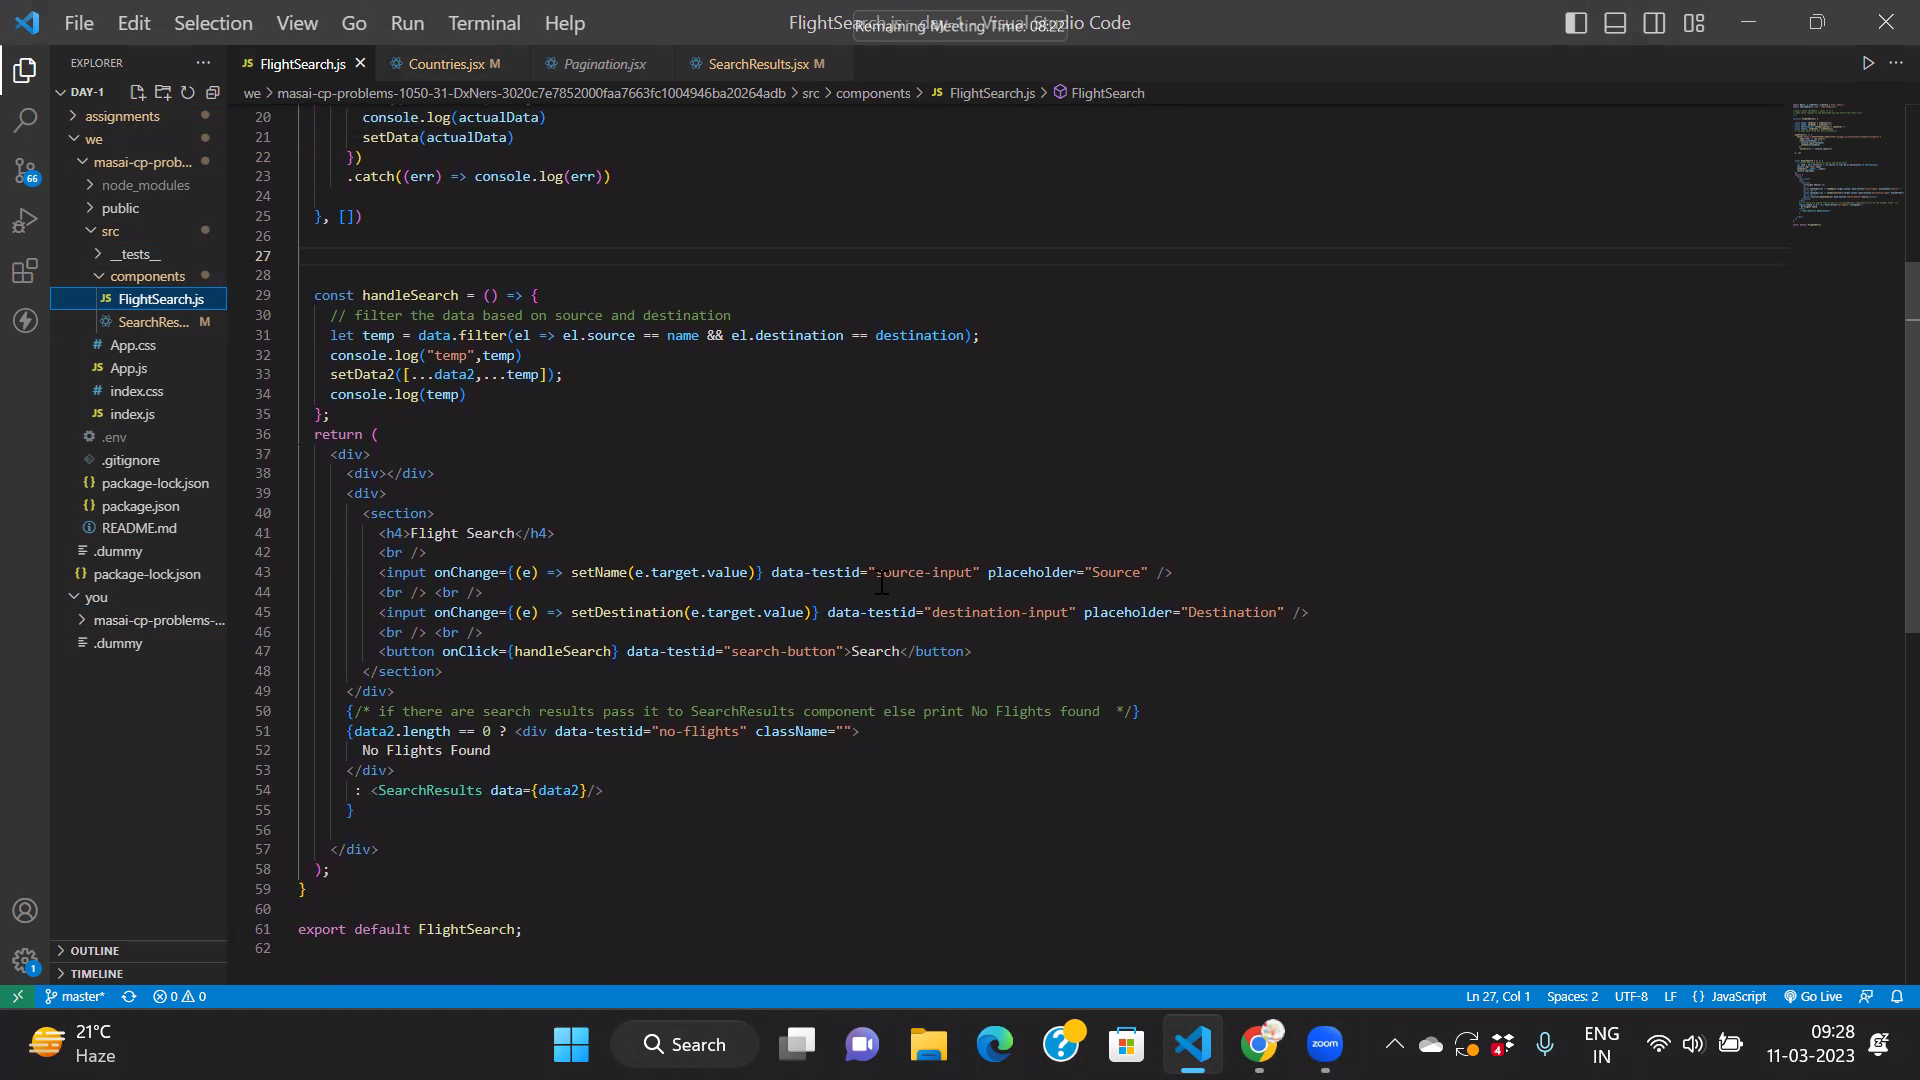 File Edit Selection View Go Run Terminal Help
FlightSearch.js - day-1 - Visual Studio Code
Remaining Meeting Time: 08:22
EXPLORER
FlightSearch.js
Countries.jsx M
Pagination.jsx
SearchResults.jsx M
DAY-1
we > masai-cp-problems-1050-31-DxNers-3020c7e7852000faa7663fc1004946ba20264adb > src > components > JS FlightSearch.js > FlightSearch
assignments
we
masai-cp-prob...
node_modules
public
src
__tests__
components
JS FlightSearch.js
SearchRes... M
# App.css
JS App.js
# index.css
JS index.js
.env
.gitignore
{} package-lock.json
{} package.json
README.md
.dummy
{} package-lock.json
you
masai-cp-problems-...
.dummy
OUTLINE
TIMELINE
66
1
20 console.log(actualData)
21 setData(actualData)
22 })
23 .catch((err) => console.log(err))
24
25 }, [])
26
27
28
29 const handleSearch = () => {
30 // filter the data based on source and destination
31 let temp = data.filter(el => el.source == name && el.destination == destination);
32 console.log("temp",temp)
33 setData2([...data2,...temp]);
34 console.log(temp)
35 };
36 return (
37 <div>
38 <div></div>
39 <div>
40 <section>
41 <h4>Flight Search</h4>
42 <br />
43 <input onChange={(e) => setName(e.target.value)} data-testid="source-input" placeholder="Source" />
44 <br /> <br />
45 <input onChange={(e) => setDestination(e.target.value)} data-testid="destination-input" placeholder="Destination" />
46 <br /> <br />
47 <button onClick={handleSearch} data-testid="search-button">Search</button>
48 </section>
49 </div>
50 {/* if there are search results pass it to SearchResults component else print No Flights found  */}
51 {data2.length == 0 ? <div data-testid="no-flights" className="">
52 No Flights Found
53 </div>
54 : <SearchResults data={data2}/>
55 }
56
57 </div>
58 );
59 }
60
61 export default FlightSearch;
62
master* 0 0
Ln 27, Col 1 Spaces: 2 UTF-8 LF {} JavaScript Go Live
21°C
Haze
Search
zoom
4
ENG
IN
09:28
11-03-2023